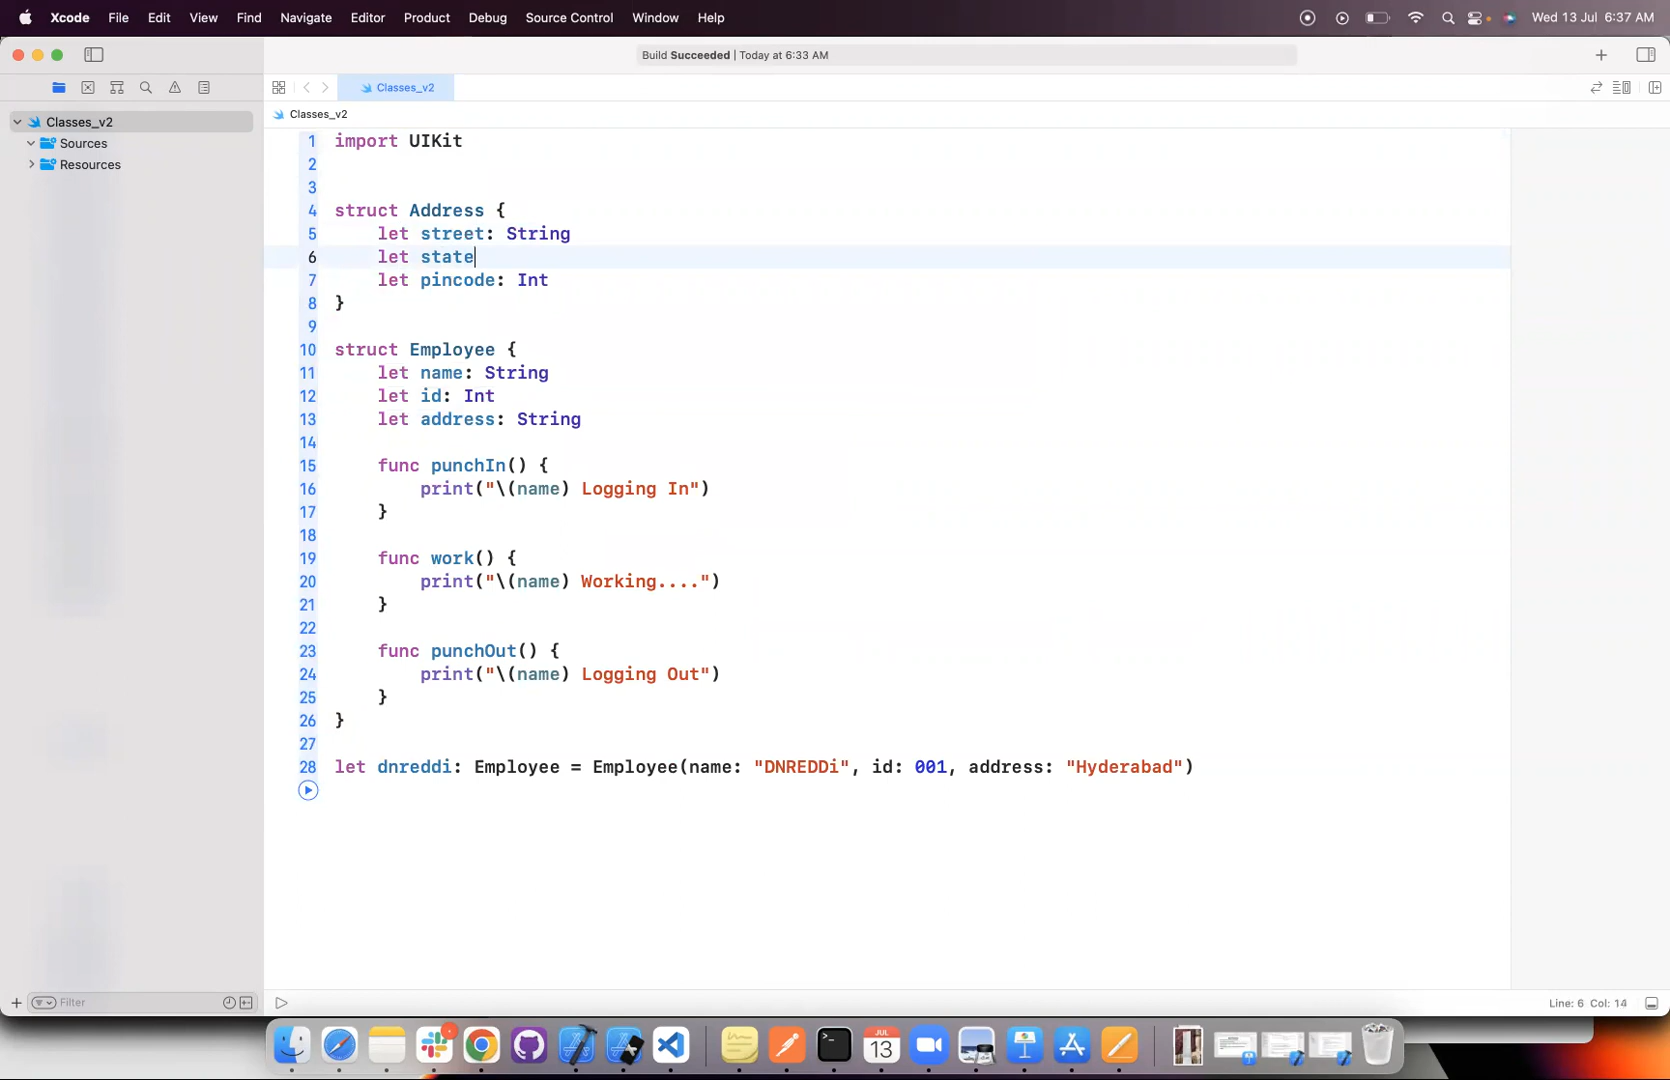 Xcode File Edit View Find Navigate Editor Product Debug Source Control Window Help Wed 13 Jul 6:37 AM
Build Succeeded | Today at 6:33 AM
Classes_v2
Classes_v2
Classes_v2
Sources
Resources
1 import UIKit
2
3
4 struct Address {
5 let street: String
6 let state
7 let pincode: Int
8 }
9
10 struct Employee {
11 let name: String
12 let id: Int
13 let address: String
14
15 func punchIn() {
16 print("\(name) Logging In")
17 }
18
19 func work() {
20 print("\(name) Working....")
21 }
22
23 func punchOut() {
24 print("\(name) Logging Out")
25 }
26 }
27
28 let dnreddi: Employee = Employee(name: "DNREDDi", id: 001, address: "Hyderabad")
Filter
Line: 6 Col: 14
JUL
13